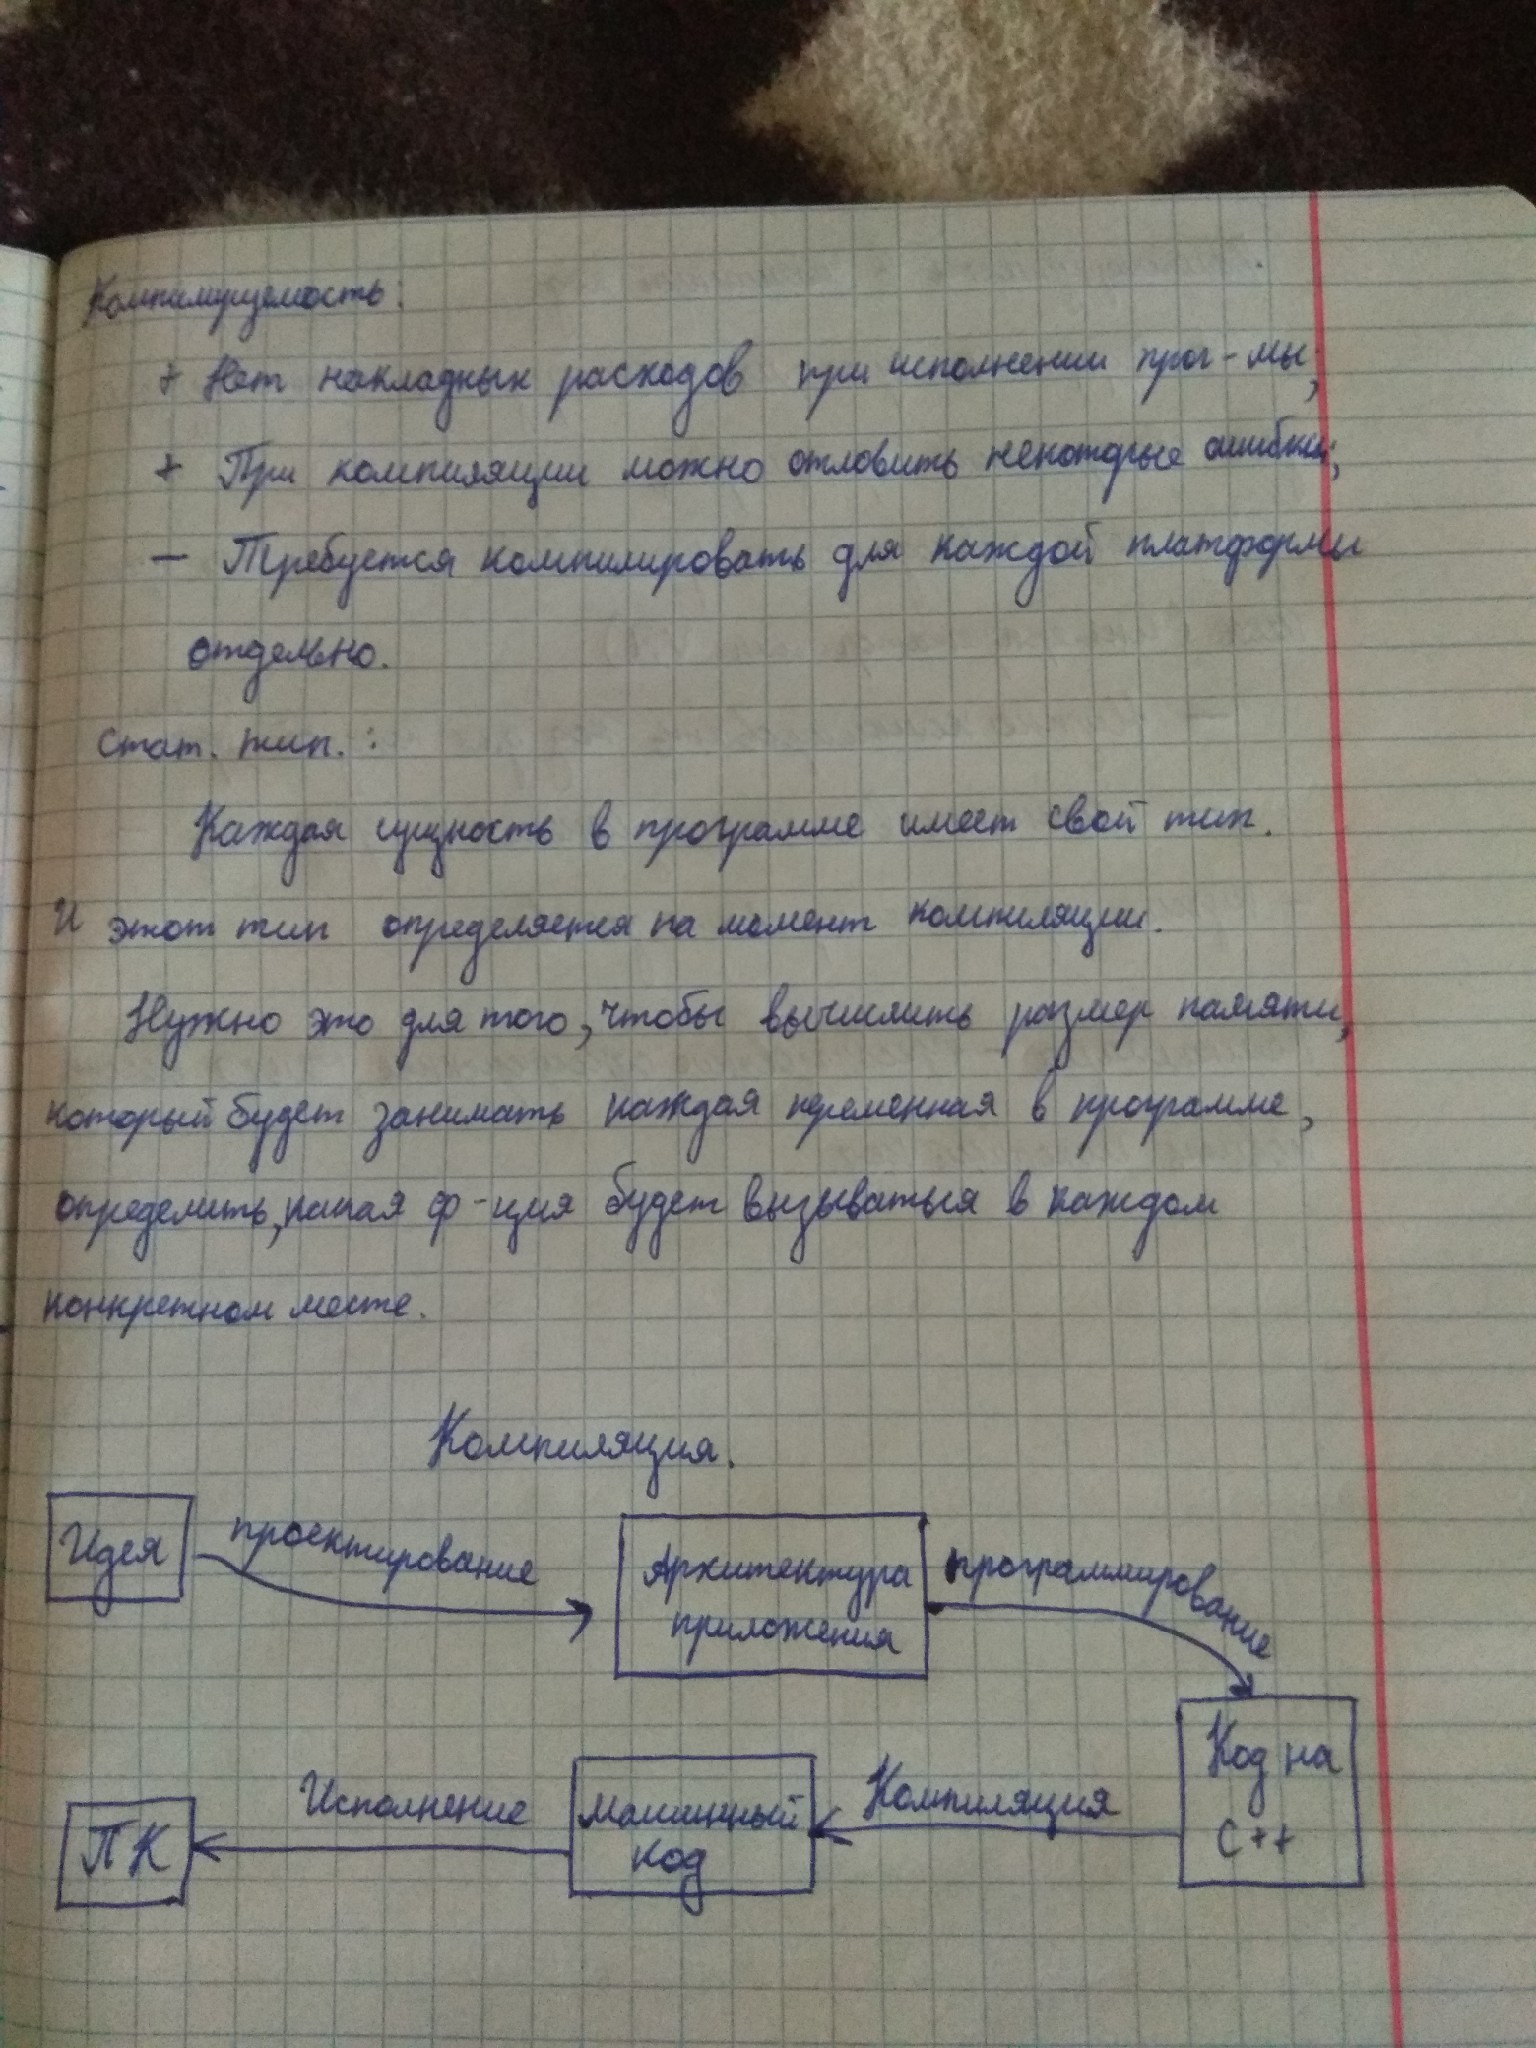 Компилируемость:
+ Нет накладных расходов при исполнении прог-мы;
+ При компиляции можно отловить некоторые ошибки;
— Требуется компилировать для каждой платформы
отдельно.
Стат. тип. :
Каждая сущность в программе имеет свой тип.
И этот тип определяется на момент компиляции.
Нужно это для того, чтобы вычислить размер памяти,
который будет занимать каждая переменная в программе,
определить, какая ф-ция будет вызываться в каждом
конкретном месте.
Компиляция.
Идея
проектирование
Архитектура
приложения
программирование
Код на
C++
Компиляция
Машинный
код
Исполнение
ПК